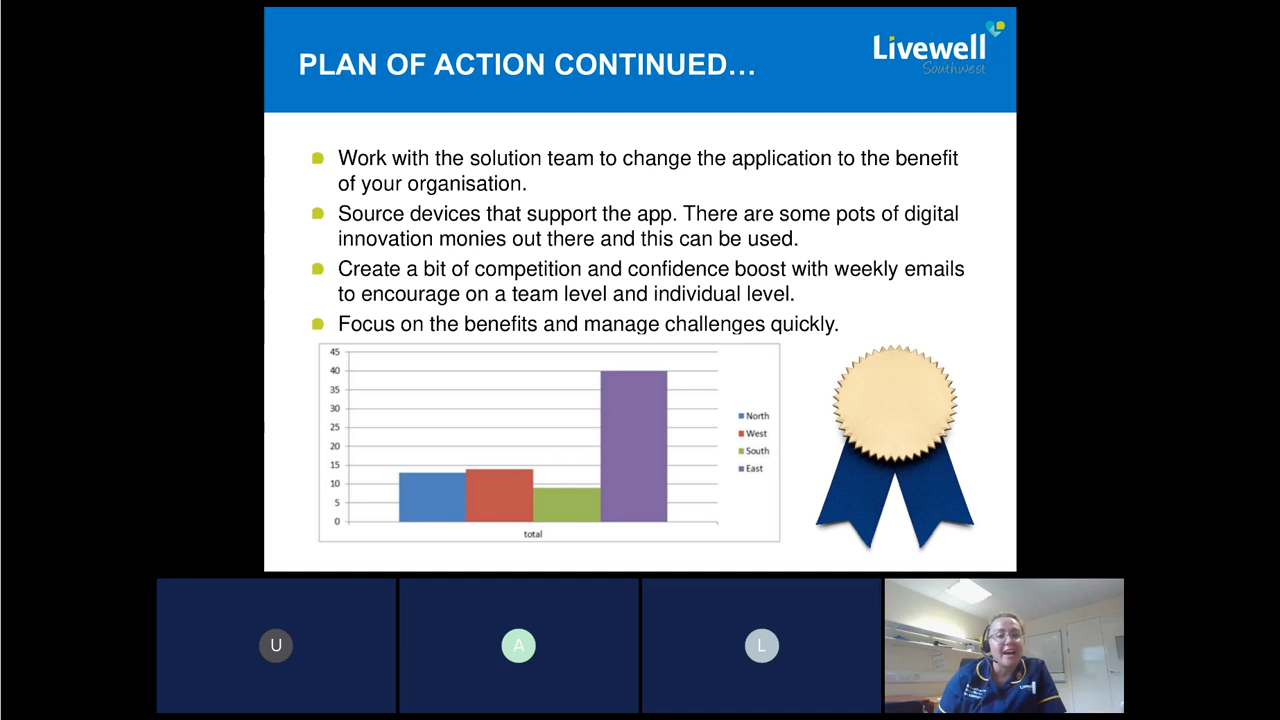 PLAN OF ACTION CONTINUED...
Livewell
Southwest
Work with the solution team to change the application to the benefit
of your organisation.
Source devices that support the app. There are some pots of digital
innovation monies out there and this can be used.
Create a bit of competition and confidence boost with weekly emails
to encourage on a team level and individual level.
Focus on the benefits and manage challenges quickly.
45
40
35
30
25
20
15
10
5
0
total
North
West
South
East
U
A
L